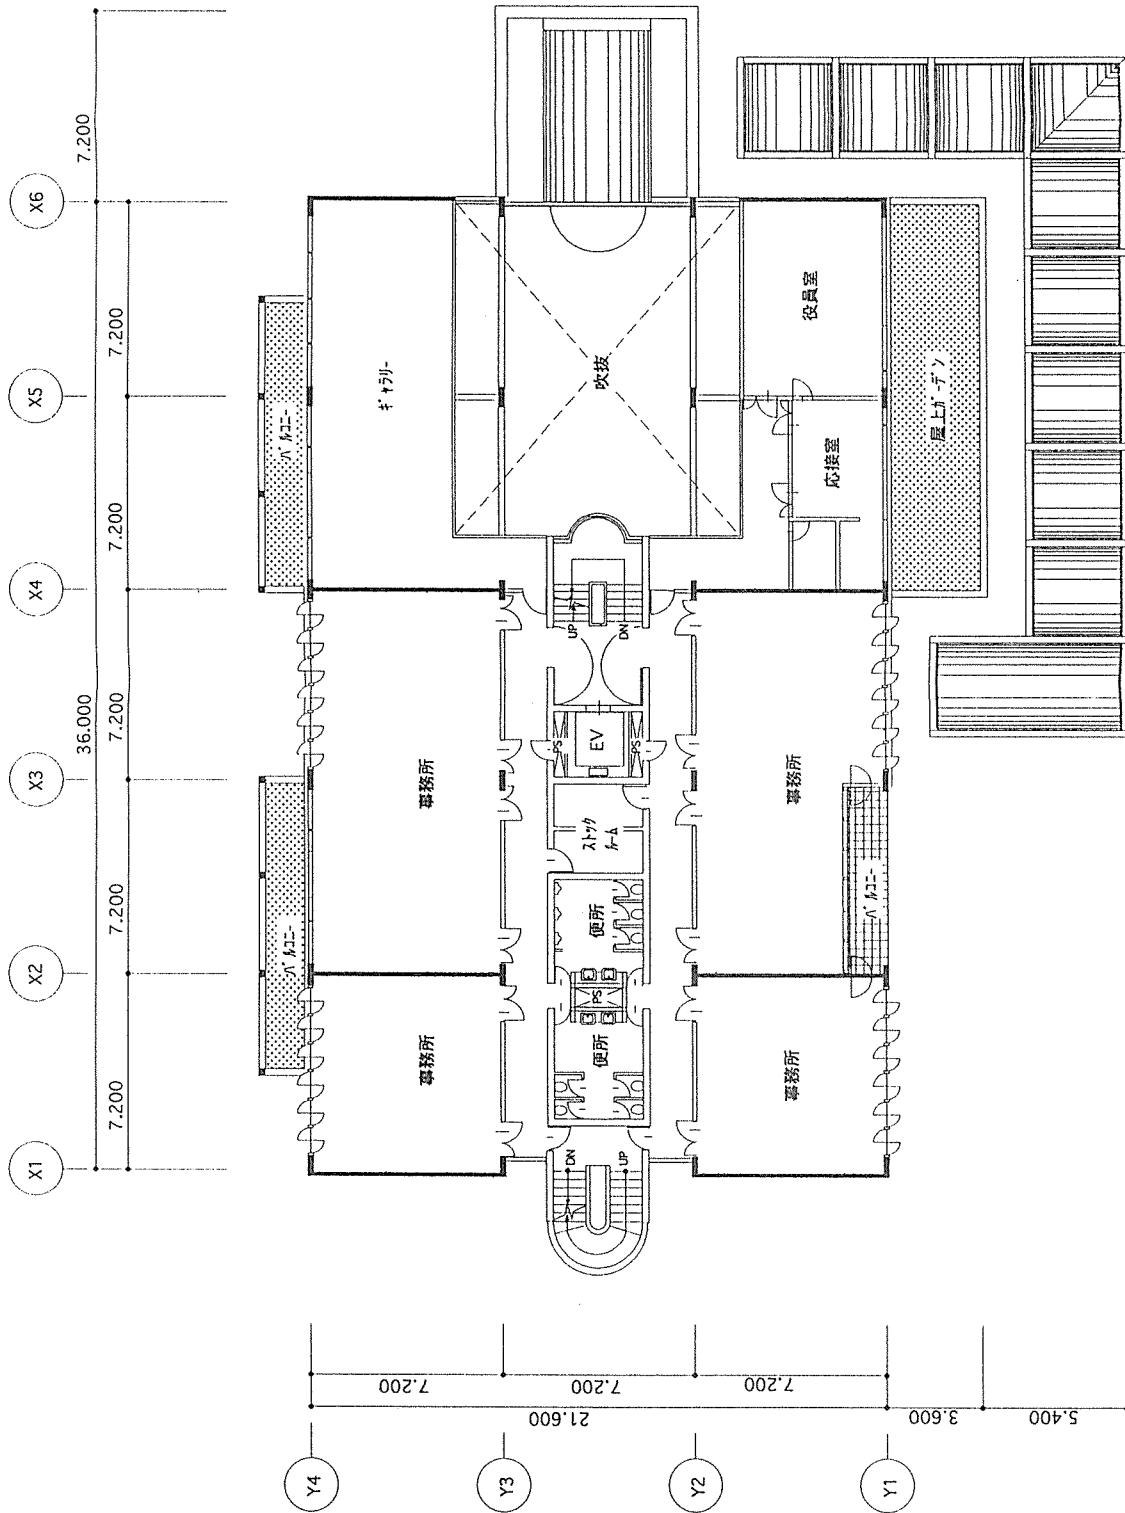 7.200
X6
7.200
X5
7.200
X4
36.000
7.200
X3
7.200
X2
7.200
X1
バルコニー
ギャラリー
吹抜
役員室
応接室
屋上ガーデン
UP
DN
PS
EV
PS
事務所
事務所
ストック
ルーム
バルコニー
便所
PS
バルコニー
便所
事務所
事務所
DN
UP
7.200
7.200
7.200
21.600
3.600
5.400
Y4
Y3
Y2
Y1